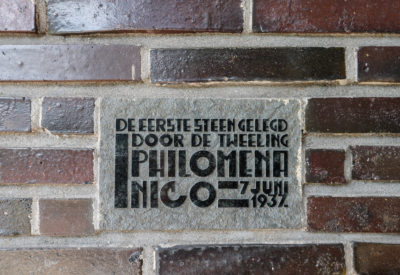 DE EERSTE STEEN GELEGD
DOOR DE TWEELING
PHILOMENA
NICO = 7 JUNI
1937.